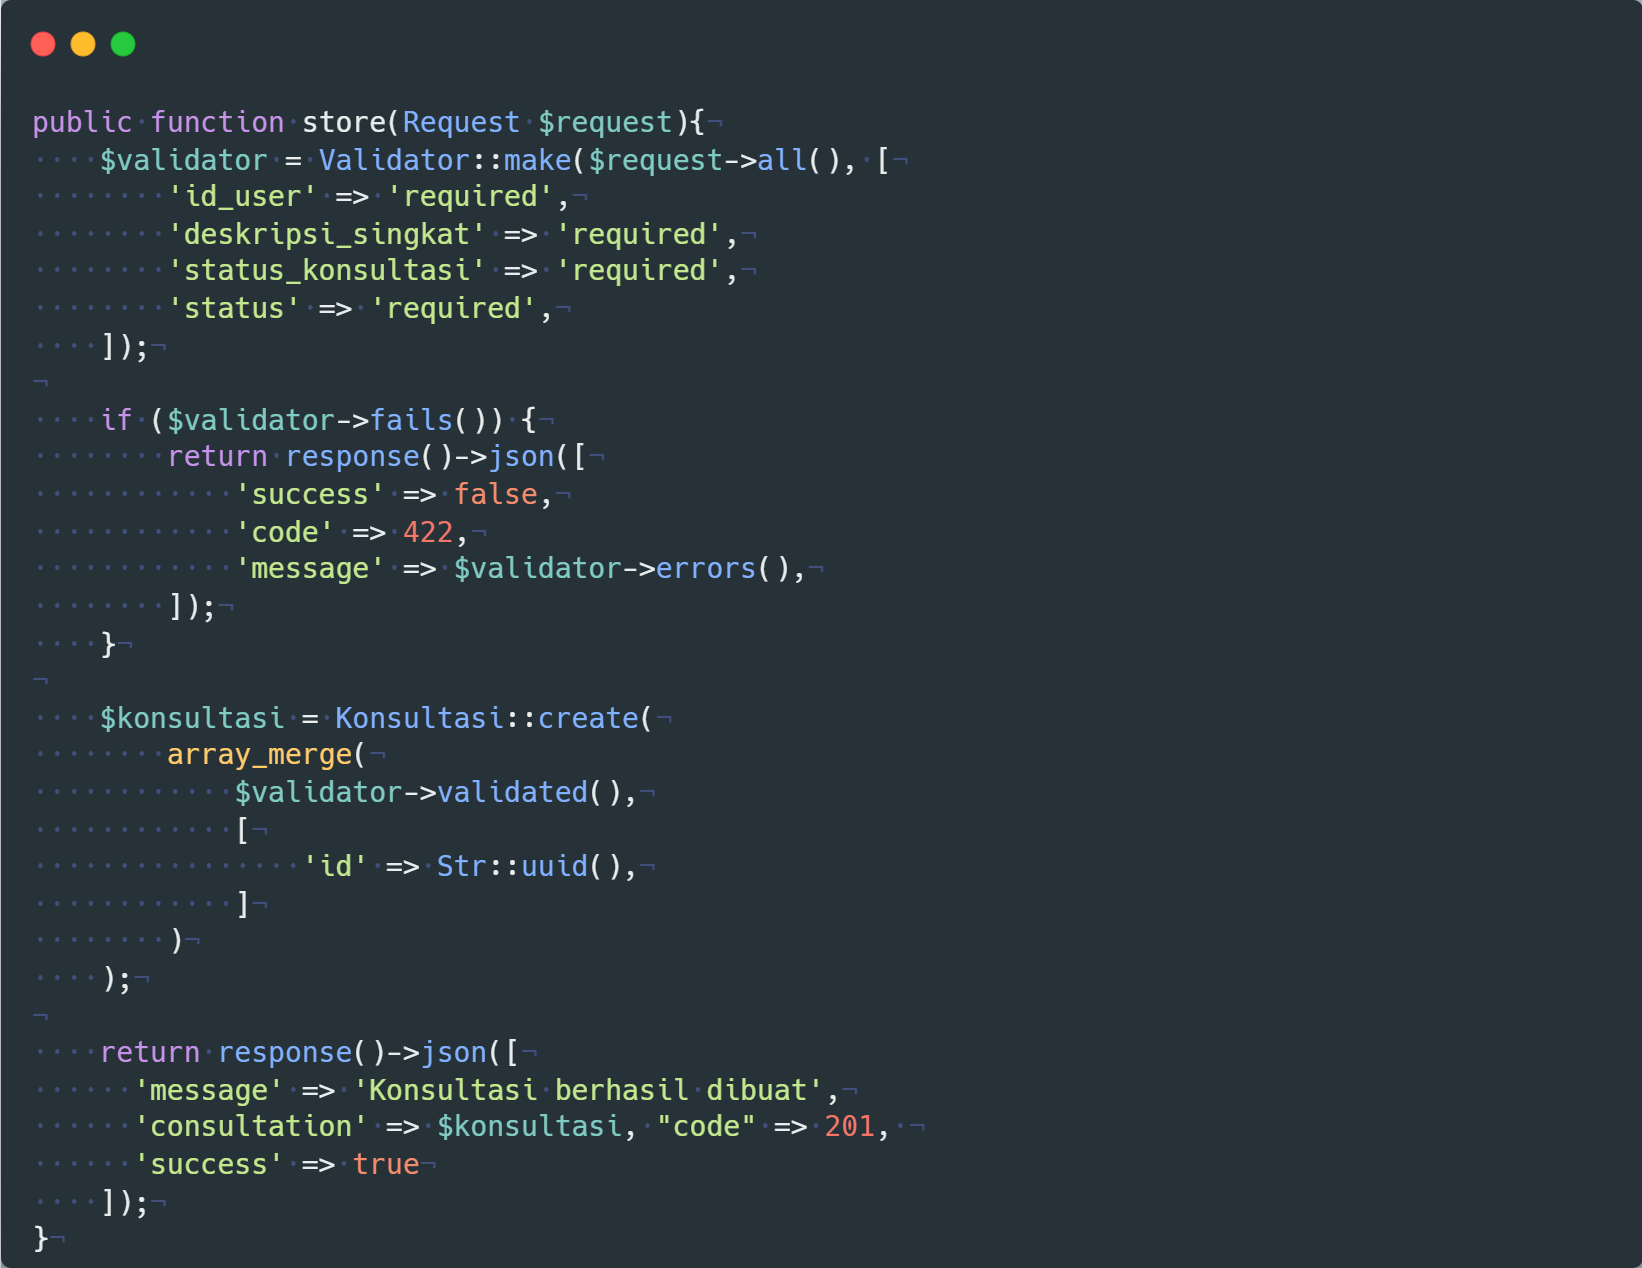 public function store(Request $request){
    $validator = Validator::make($request->all(), [
        'id_user' => 'required',
        'deskripsi_singkat' => 'required',
        'status_konsultasi' => 'required',
        'status' => 'required',
    ]);

    if ($validator->fails()) {
        return response()->json([
            'success' => false,
            'code' => 422,
            'message' => $validator->errors(),
        ]);
    }

    $konsultasi = Konsultasi::create(
        array_merge(
            $validator->validated(),
            [
                'id' => Str::uuid(),
            ]
        )
    );

    return response()->json([
      'message' => 'Konsultasi berhasil dibuat',
      'consultation' => $konsultasi, "code" => 201, 
      'success' => true
    ]);
}